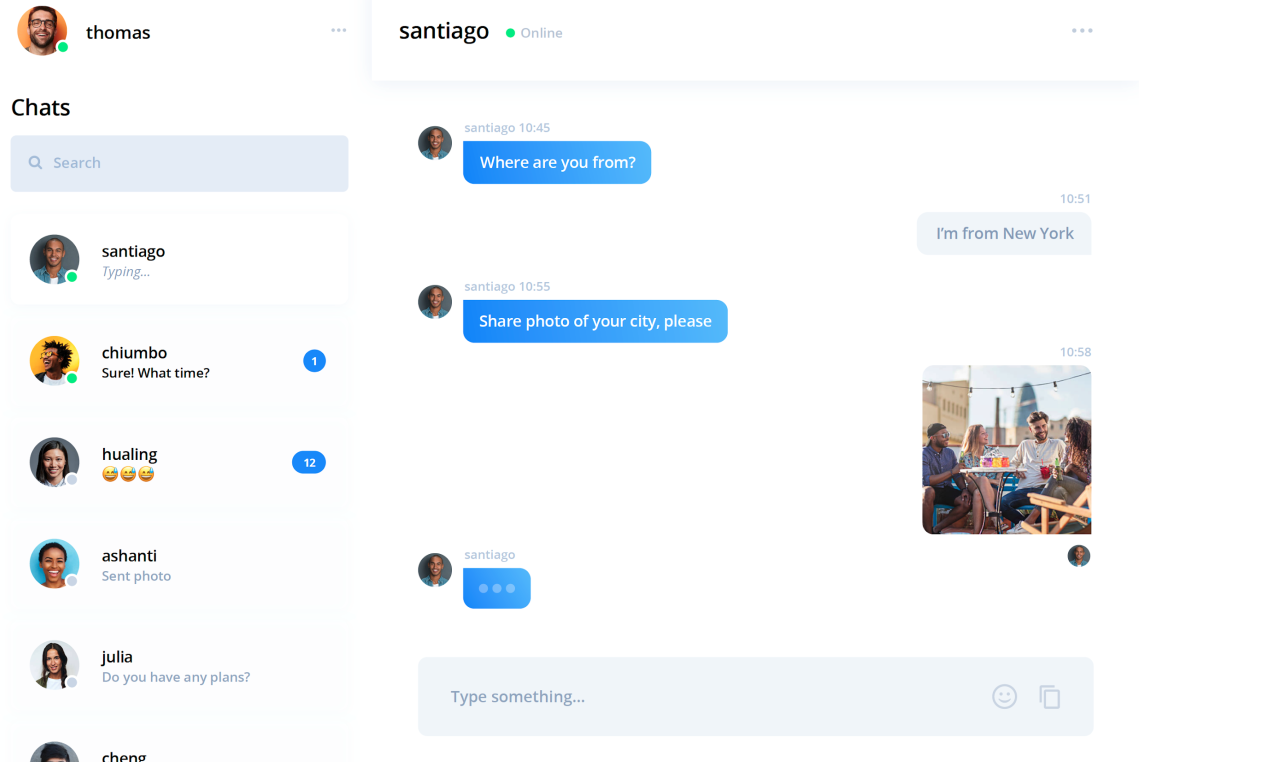 thomas
Chats
Search
santiago
Typing...
chiumbo
Sure! What time?
1
hualing
😅😅😅
12
ashanti
Sent photo
julia
Do you have any plans?
cheng
santiago
Online
santiago 10:45
Where are you from?
10:51
I'm from New York
santiago 10:55
Share photo of your city, please
10:58
santiago
Type something...